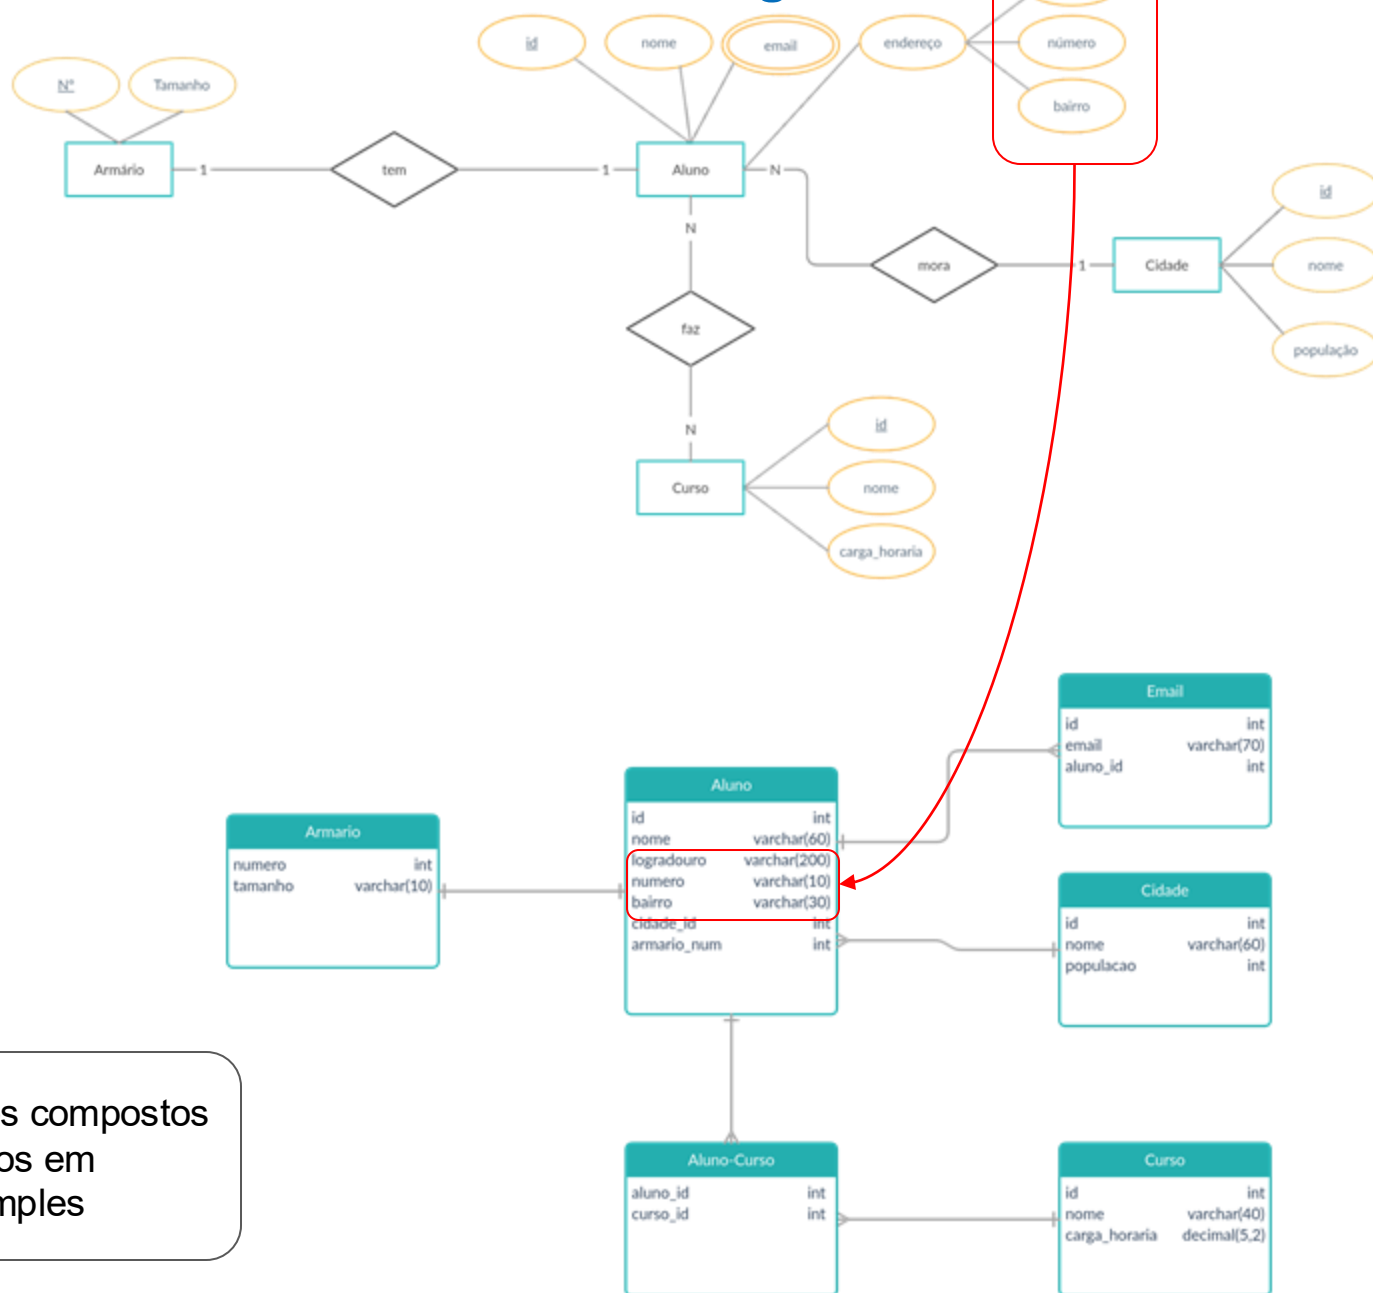 id
nome
email
endereço
número
bairro
Nº
Tamanho
Armário
1
tem
1
Aluno
N
N
mora
1
Cidade
id
nome
população
faz
N
Curso
id
nome
carga_horaria
Email
id int
email varchar(70)
aluno_id int
Aluno
id int
nome varchar(60)
logradouro varchar(200)
numero varchar(10)
bairro varchar(30)
cidade_id int
armario_num int
Armario
numero int
tamanho varchar(10)
Cidade
id int
nome varchar(60)
populacao int
s compostos
os em
mples
Aluno-Curso
aluno_id int
curso_id int
Curso
id int
nome varchar(40)
carga_horaria decimal(5,2)